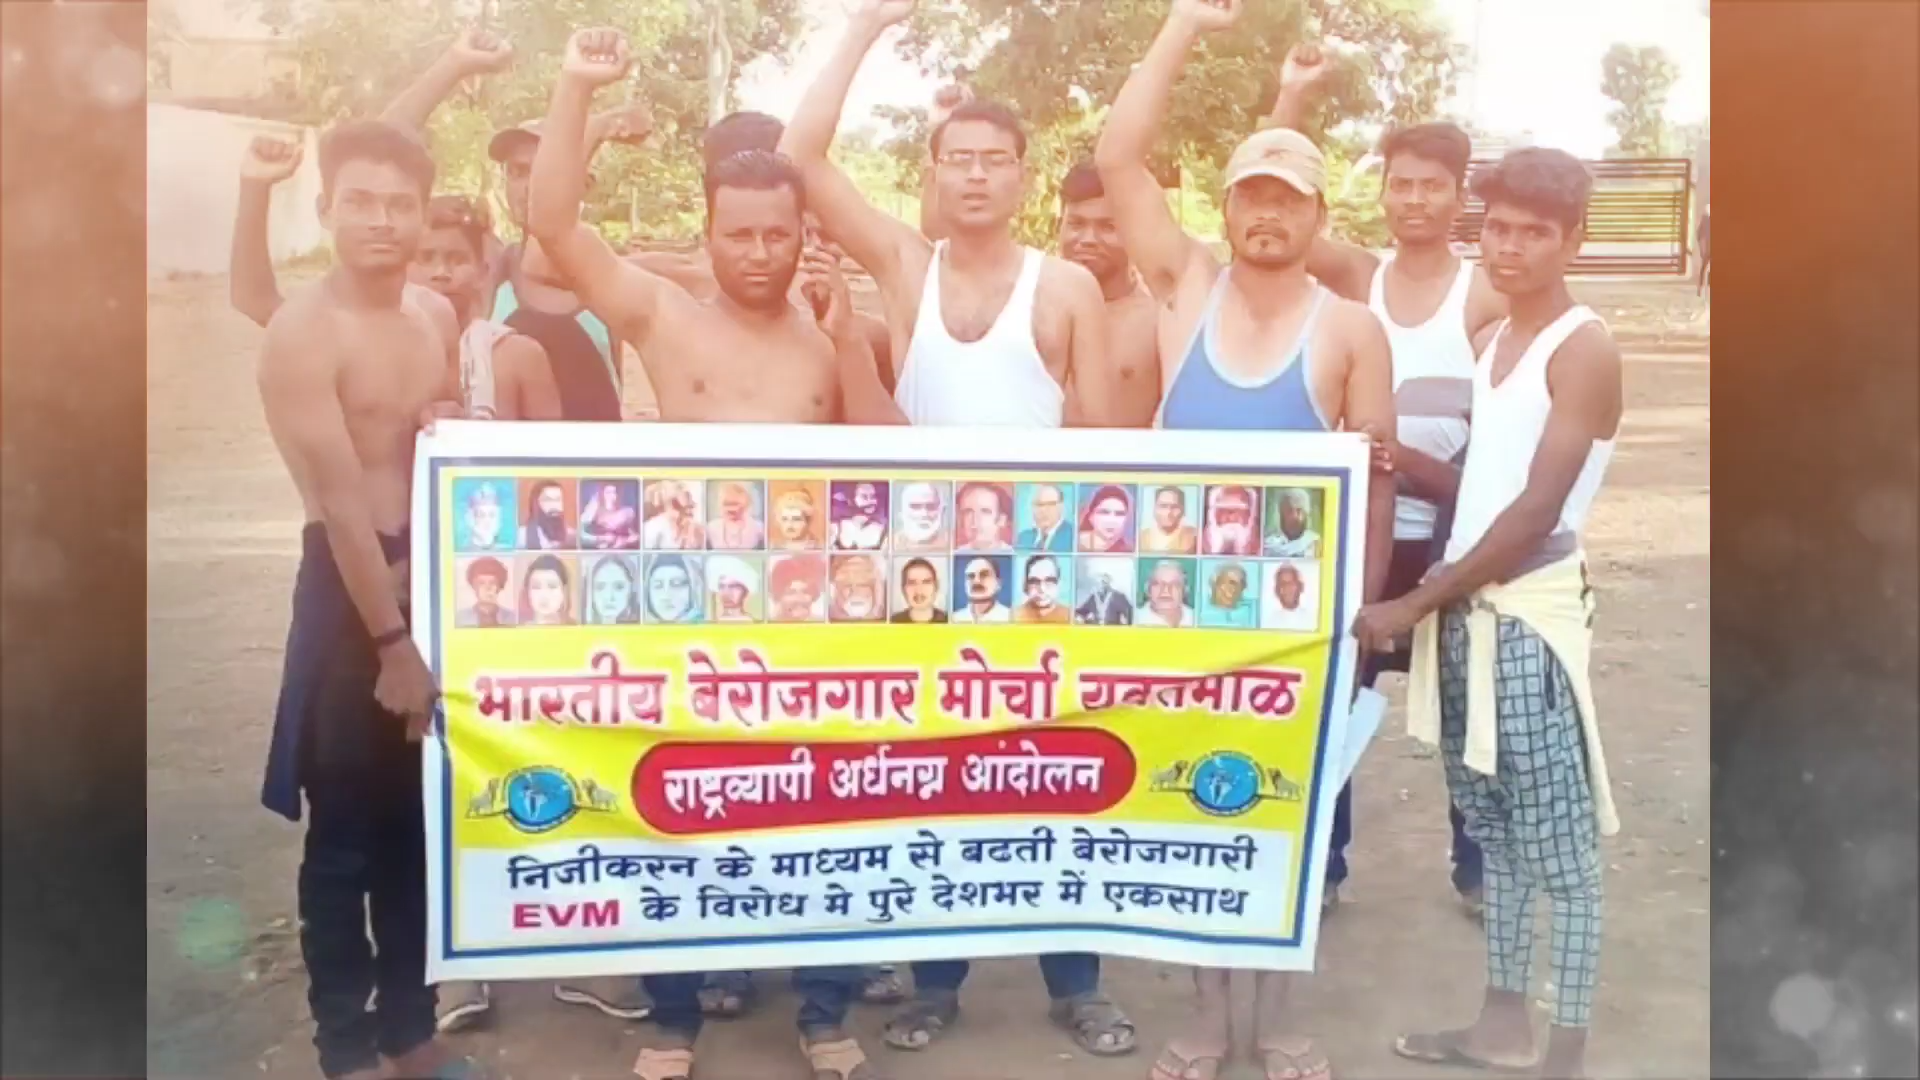 भारतीय बेरोजगार मोर्चा यवतमाळ
राष्ट्रव्यापी अर्धनग्न आंदोलन
निजीकरन के माध्यम से बढती बेरोजगारी
EVM के विरोध मे पुरे देशभर में एकसाथ